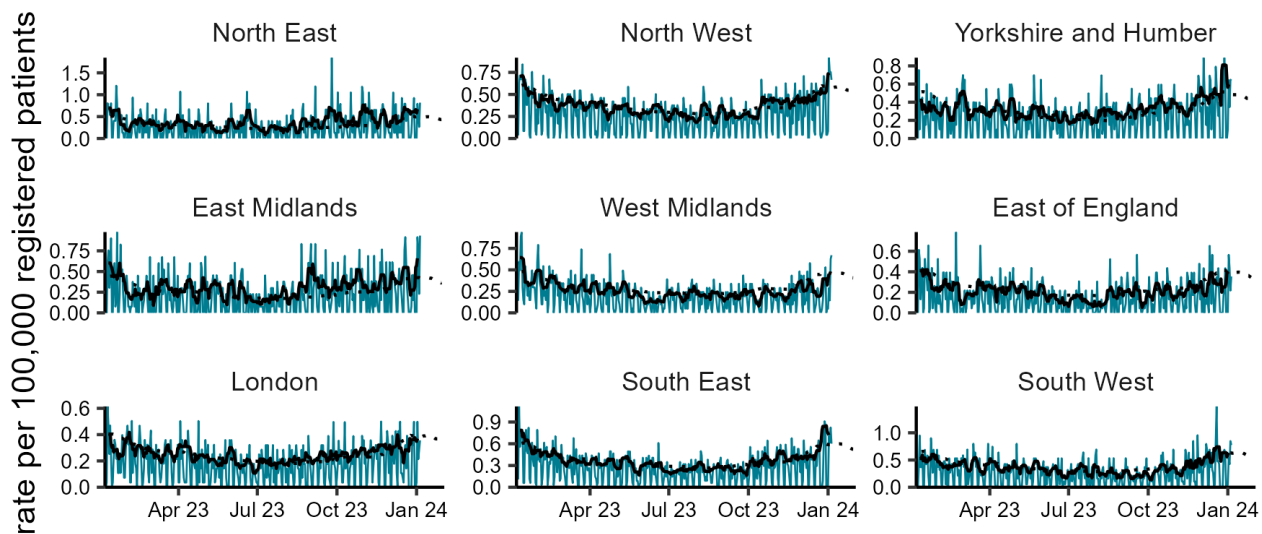 rate per 100,000 registered patients
North East
1.5
1.0
0.5
0.0
North West
0.75
0.50
0.25
0.00
Yorkshire and Humber
0.8
0.6
0.4
0.2
0.0
East Midlands
0.75
0.50
0.25
0.00
West Midlands
0.75
0.50
0.25
0.00
East of England
0.6
0.4
0.2
0.0
London
0.6
0.4
0.2
0.0
South East
0.9
0.6
0.3
0.0
South West
1.0
0.5
0.0
Apr 23 Jul 23 Oct 23 Jan 24
Apr 23 Jul 23 Oct 23 Jan 24
Apr 23 Jul 23 Oct 23 Jan 24